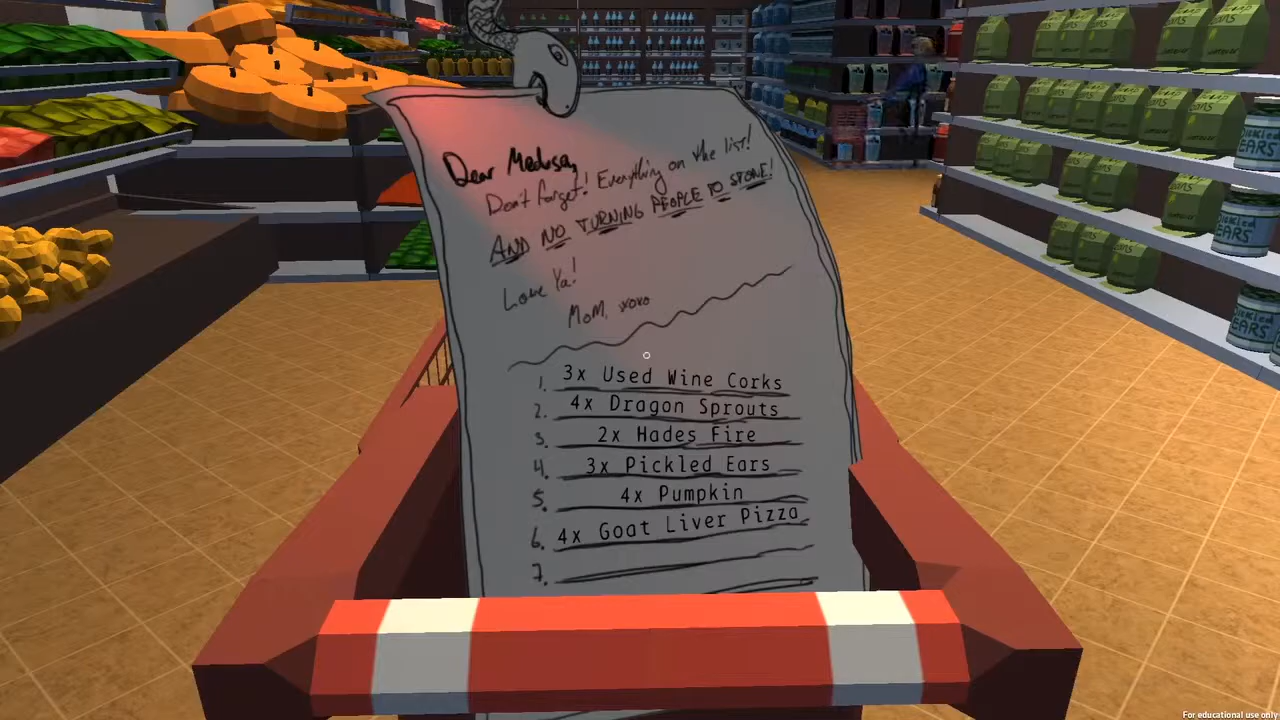 Dear Medusa,
Don't forget! Everything on the list!
AND NO TURNING PEOPLE TO STONE!
Love Ya!
MoM, xoxo
1. 3x Used Wine Corks
2. 4x Dragon Sprouts
3. 2x Hades Fire
4. 3x Pickled Ears
5. 4x Pumpkin
6. 4x Goat Liver Pizza
7.
Pickled
EARS
Pickled
EARS
Pickled
EARS
For educational use only